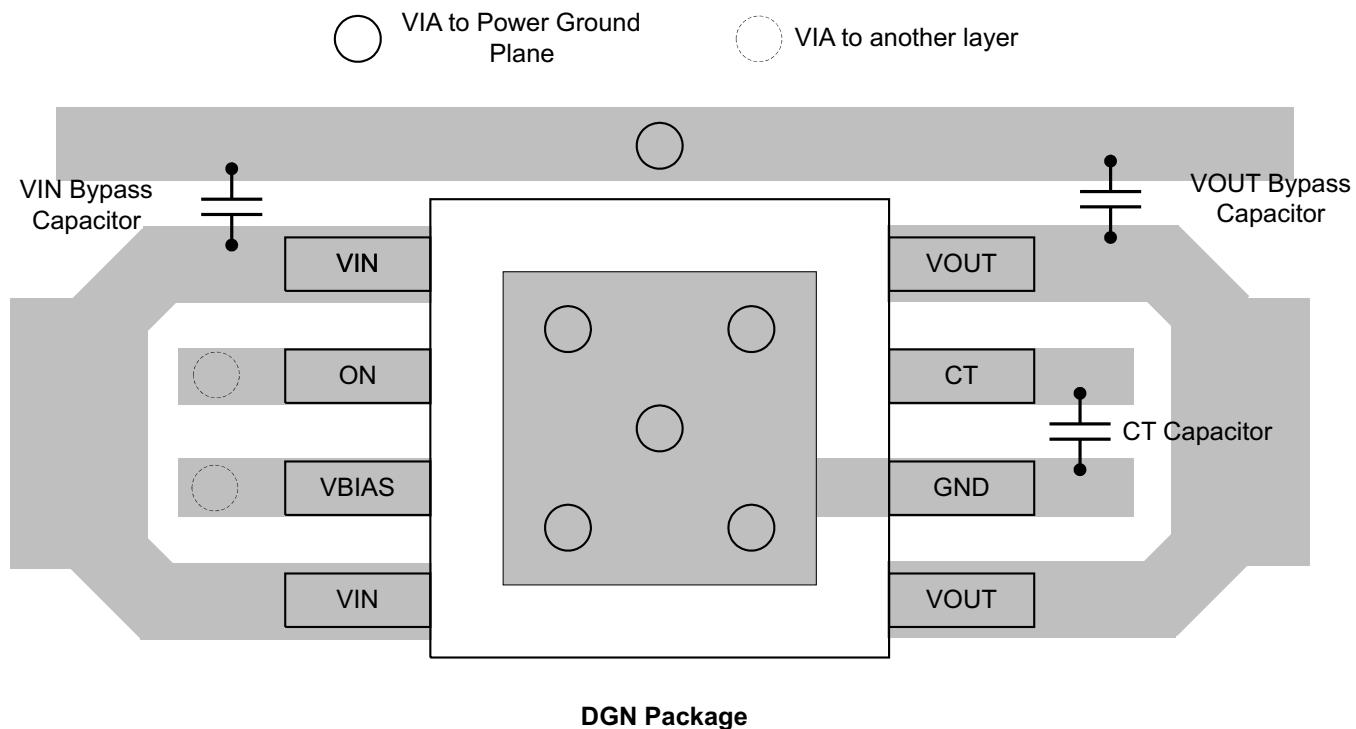 VIA to Power Ground
Plane
VIA to another layer
VIN Bypass
Capacitor
VOUT Bypass
Capacitor
VIN
VOUT
ON
CT
CT Capacitor
VBIAS
GND
VIN
VOUT
DGN Package